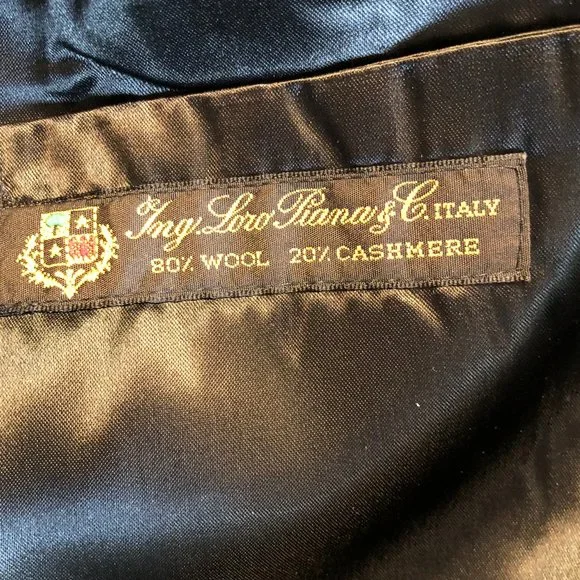 Ing. Loro Piana & C. ITALY
80% WOOL 20% CASHMERE